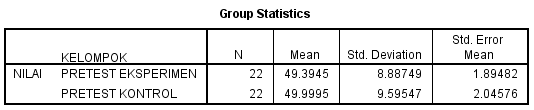 Group Statistics
KELOMPOK N Mean Std. Deviation Std. Error Mean
NILAI PRETEST EKSPERIMEN 22 49.3945 8.88749 1.89482
PRETEST KONTROL 22 49.9995 9.59547 2.04576